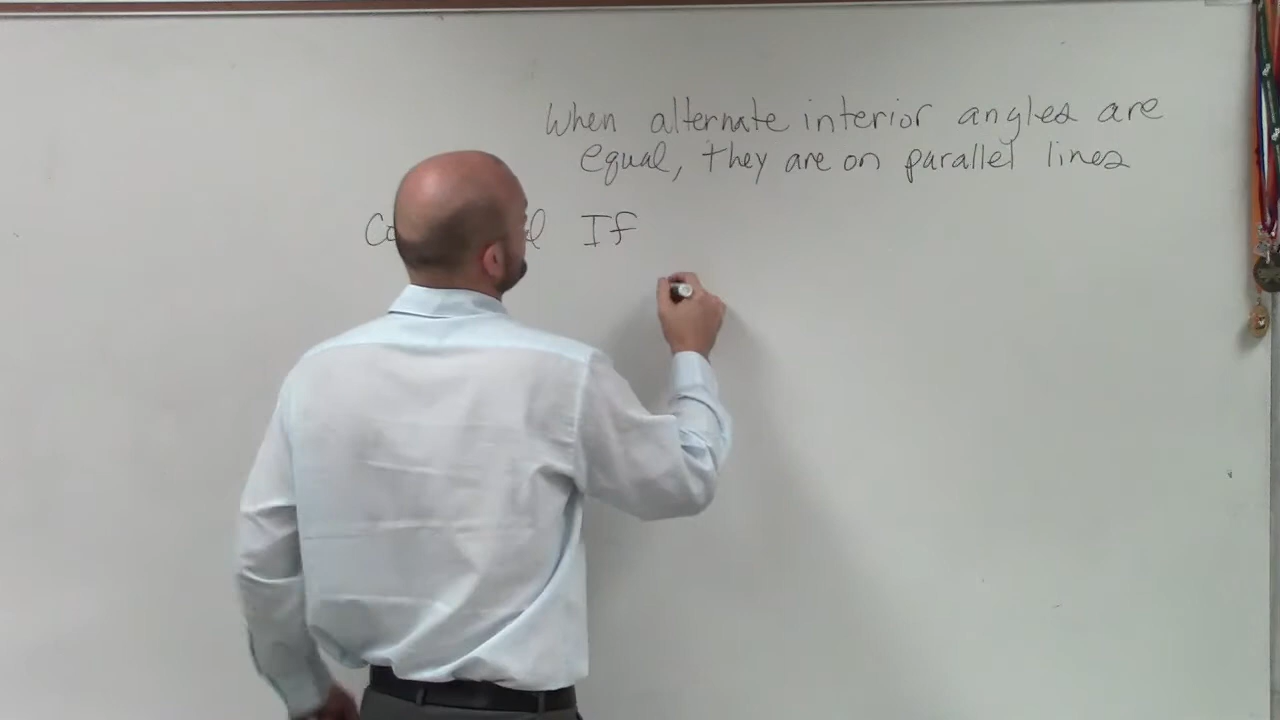 When alternate interior angles are
equal, they are on parallel lines
If